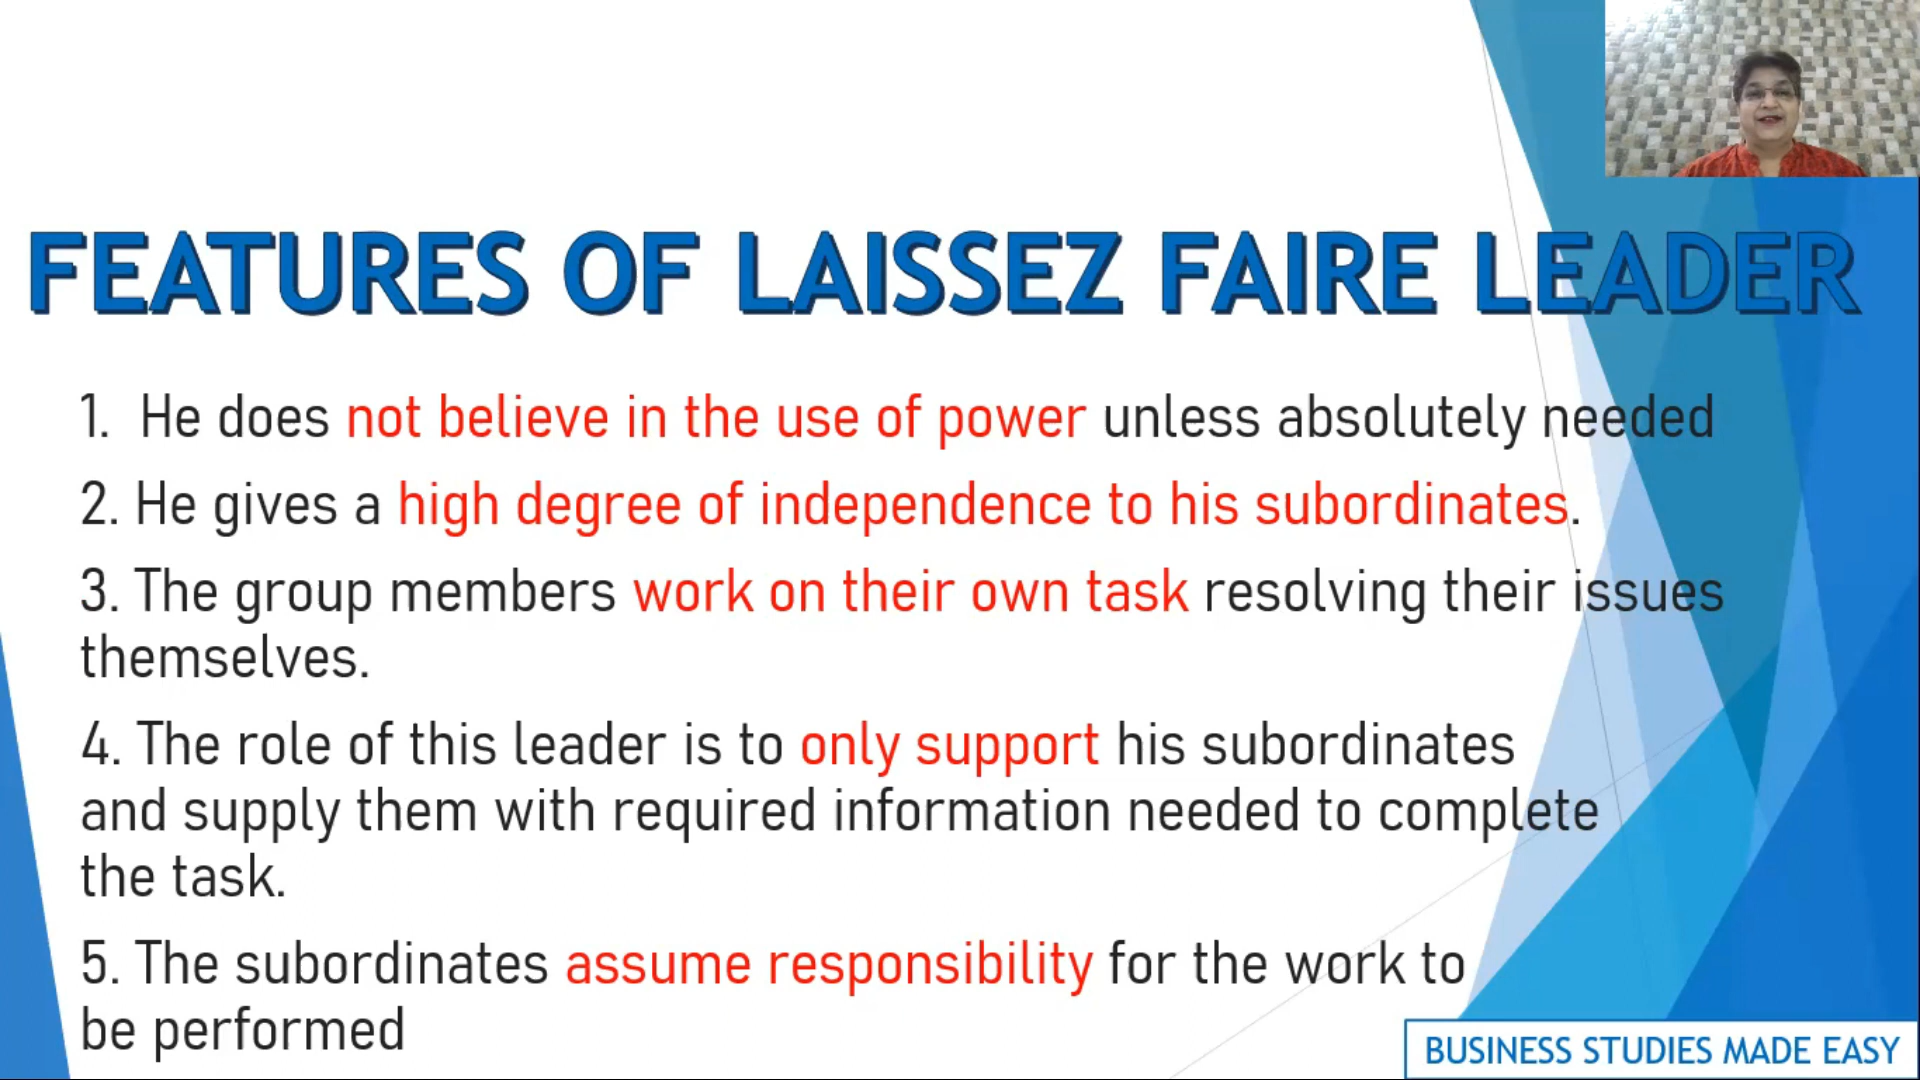 FEATURES OF LAISSEZ FAIRE LEADER
1. He does not believe in the use of power unless absolutely needed
2. He gives a high degree of independence to his subordinates.
3. The group members work on their own task resolving their issues
themselves.
4. The role of this leader is to only support his subordinates
and supply them with required information needed to complete
the task.
5. The subordinates assume responsibility for the work to
be performed
BUSINESS STUDIES MADE EASY